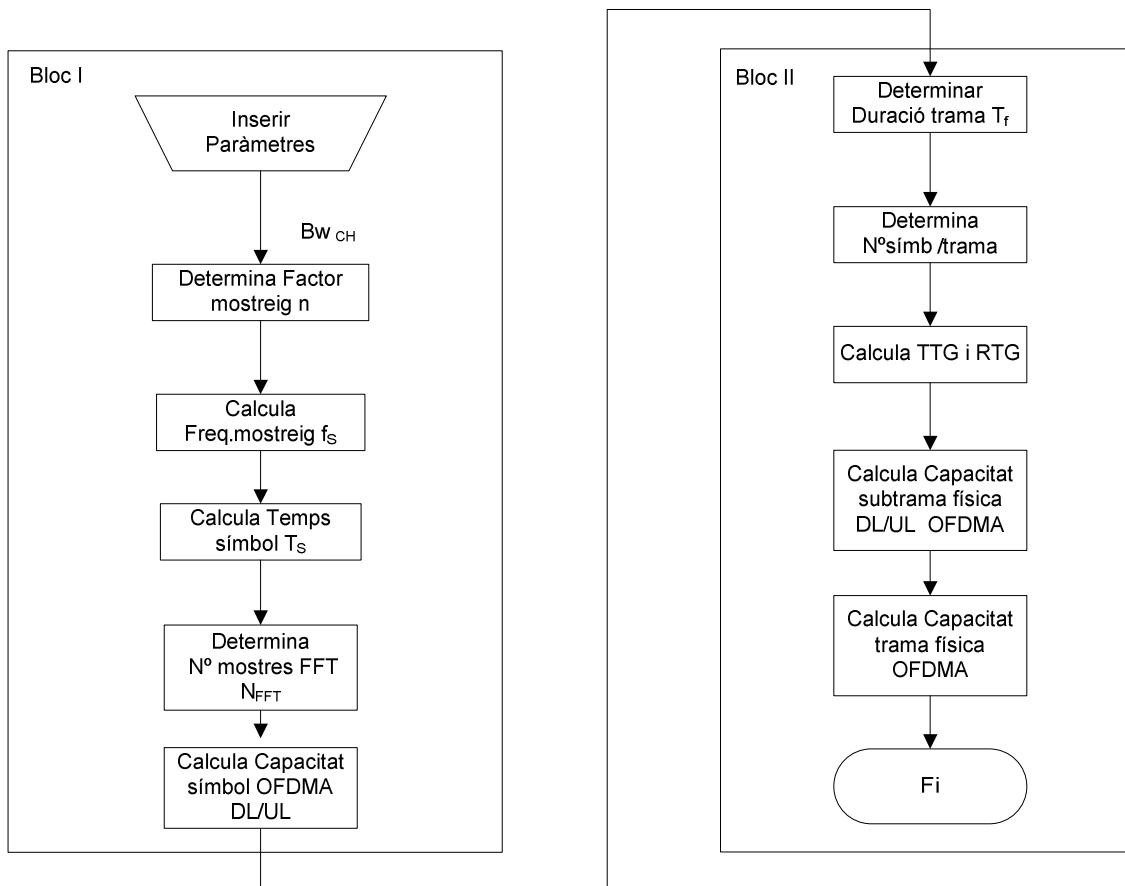 Bloc I
Inserir
Paràmetres
Bw CH
Determina Factor
mostreig n
Calcula
Freq.mostreig fS
Calcula Temps
símbol TS
Determina
Nº mostres FFT
NFFT
Calcula Capacitat
símbol OFDMA
DL/UL
Bloc II
Determinar
Duració trama Tf
Determina
Nºsímb /trama
Calcula TTG i RTG
Calcula Capacitat
subtrama física
DL/UL OFDMA
Calcula Capacitat
trama física
OFDMA
Fi